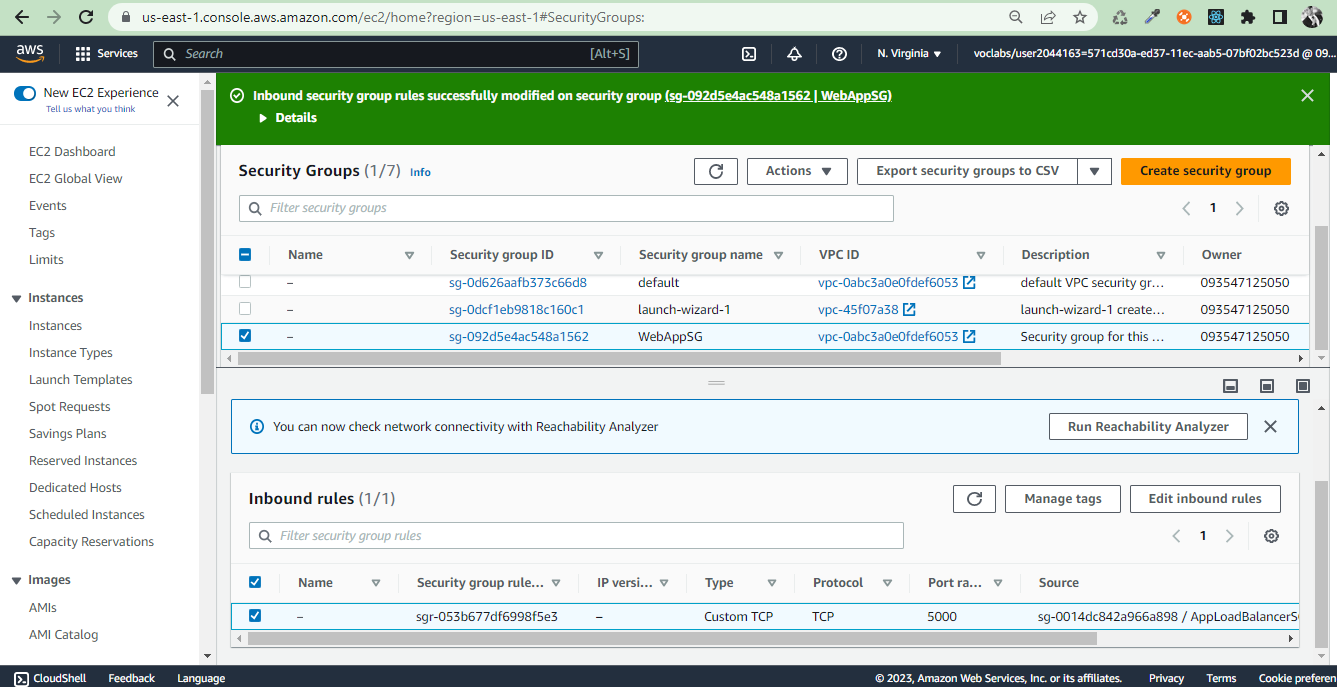 us-east-1.console.aws.amazon.com/ec2/home?region=us-east-1#SecurityGroups:
aws Services Search [Alt+S] N. Virginia ▼ voclabs/user2044163=571cd30a-ed37-11ec-aab5-07bf02bc523d @ 09...
New EC2 Experience
Tell us what you think
EC2 Dashboard
EC2 Global View
Events
Tags
Limits
Instances
Instances
Instance Types
Launch Templates
Spot Requests
Savings Plans
Reserved Instances
Dedicated Hosts
Scheduled Instances
Capacity Reservations
Images
AMIs
AMI Catalog
Inbound security group rules successfully modified on security group (sg-092d5e4ac548a1562 | WebAppSG)
Details
Security Groups (1/7) Info Actions ▼ Export security groups to CSV ▼ Create security group
Filter security groups 1
Name Security group ID Security group name VPC ID Description Owner
– sg-0d626aafb373c66d8 default vpc-0abc3a0e0fdef6053 default VPC security gr... 093547125050
– sg-0dcf1eb9818c160c1 launch-wizard-1 vpc-45f07a38 launch-wizard-1 create... 093547125050
– sg-092d5e4ac548a1562 WebAppSG vpc-0abc3a0e0fdef6053 Security group for this ... 093547125050
You can now check network connectivity with Reachability Analyzer Run Reachability Analyzer
Inbound rules (1/1) Manage tags Edit inbound rules
Filter security group rules 1
Name Security group rule... IP versi... Type Protocol Port ra... Source
– sgr-053b677df6998f5e3 – Custom TCP TCP 5000 sg-0014dc842a966a898 / AppLoadBalancerS
CloudShell Feedback Language © 2023, Amazon Web Services, Inc. or its affiliates. Privacy Terms Cookie preferen